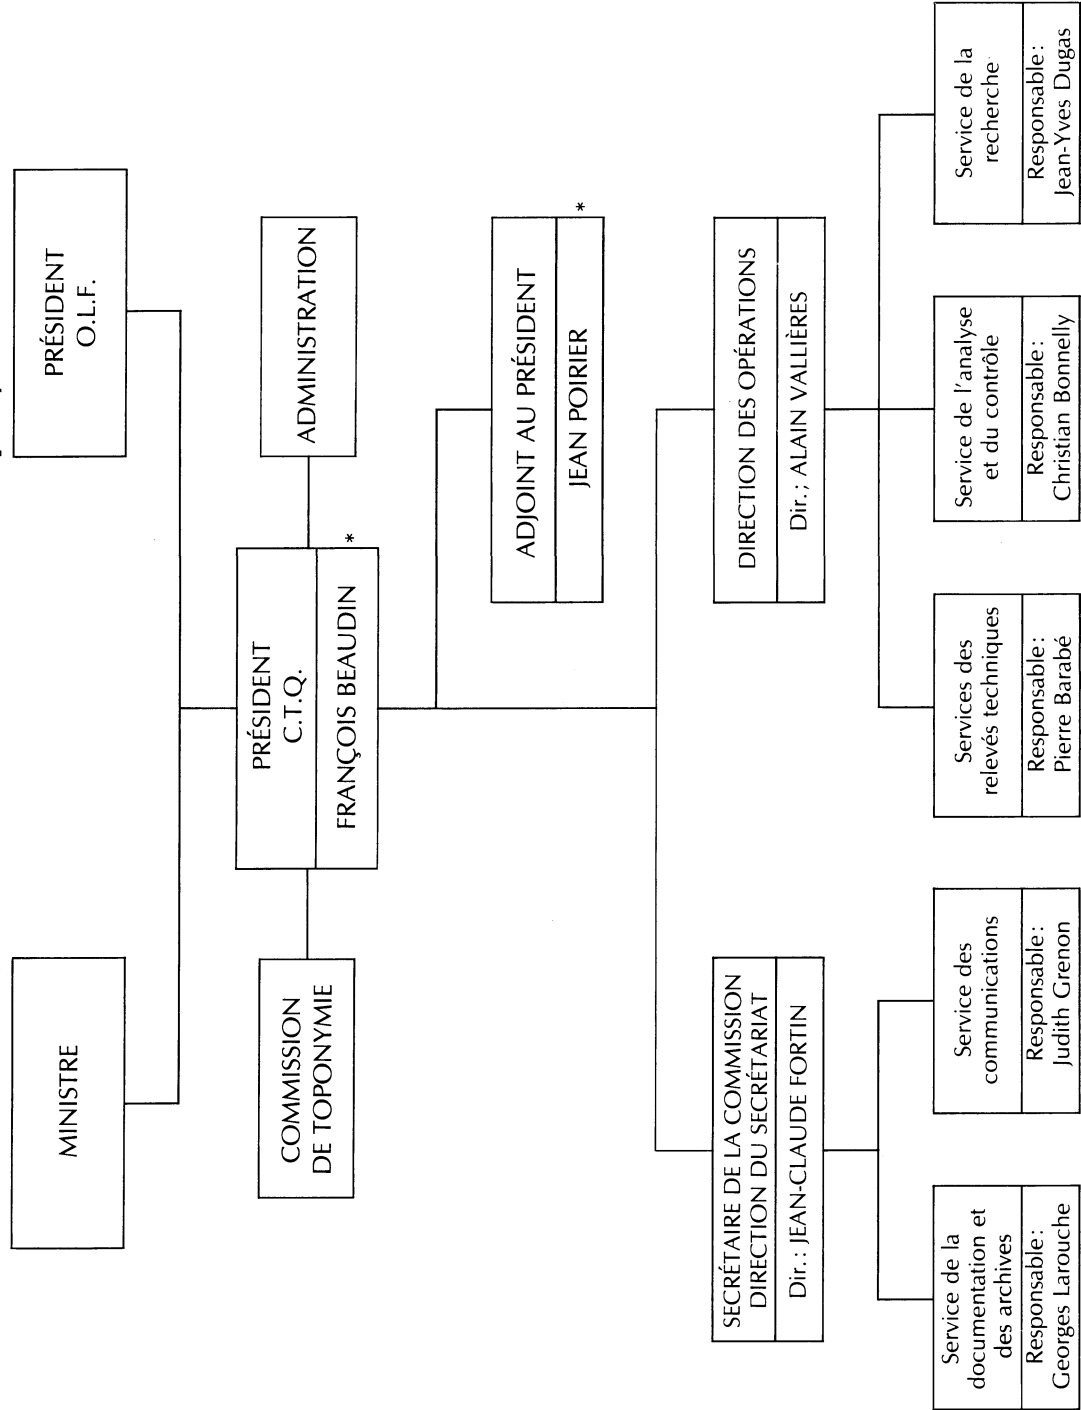 MINISTRE
PRÉSIDENT
O.L.F.
COMMISSION
DE TOPONYMIE
PRÉSIDENT
C.T.Q.
FRANÇOIS BEAUDIN
*
ADMINISTRATION
ADJOINT AU PRÉSIDENT
JEAN POIRIER
*
SECRÉTAIRE DE LA COMMISSION
DIRECTION DU SECRÉTARIAT
Dir. : JEAN-CLAUDE FORTIN
DIRECTION DES OPÉRATIONS
Dir. ; ALAIN VALLIÈRES
Service de la
documentation et
des archives
Responsable :
Georges Larouche
Service des
communications
Responsable :
Judith Grenon
Services des
relevés techniques
Responsable :
Pierre Barabé
Service de l'analyse
et du contrôle
Responsable :
Christian Bonnelly
Service de la
recherche
Responsable :
Jean-Yves Dugas